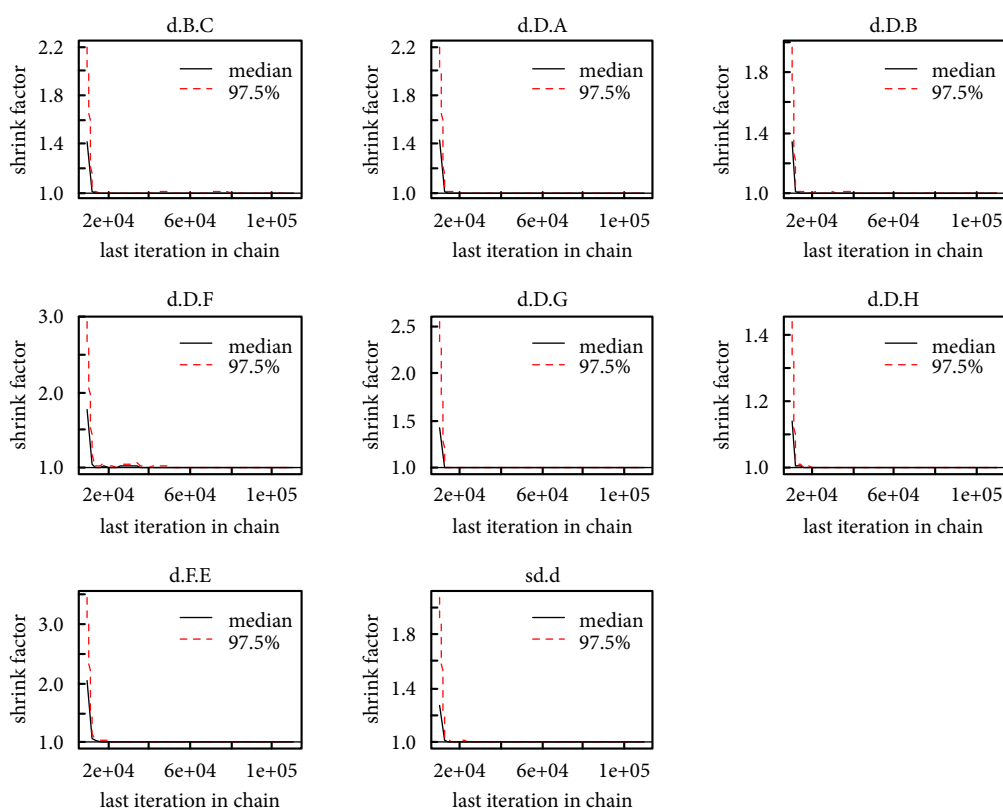 d.B.C
shrink factor
2.2
1.8
1.4
1.0
median
97.5%
2e+04 6e+04 1e+05
last iteration in chain
d.D.A
shrink factor
2.2
1.8
1.4
1.0
median
97.5%
2e+04 6e+04 1e+05
last iteration in chain
d.D.B
shrink factor
1.8
1.4
1.0
median
97.5%
2e+04 6e+04 1e+05
last iteration in chain
d.D.F
shrink factor
3.0
2.0
1.0
median
97.5%
2e+04 6e+04 1e+05
last iteration in chain
d.D.G
shrink factor
2.5
2.0
1.5
1.0
median
97.5%
2e+04 6e+04 1e+05
last iteration in chain
d.D.H
shrink factor
1.4
1.2
1.0
median
97.5%
2e+04 6e+04 1e+05
last iteration in chain
d.F.E
shrink factor
3.0
2.0
1.0
median
97.5%
2e+04 6e+04 1e+05
last iteration in chain
sd.d
shrink factor
1.8
1.4
1.0
median
97.5%
2e+04 6e+04 1e+05
last iteration in chain